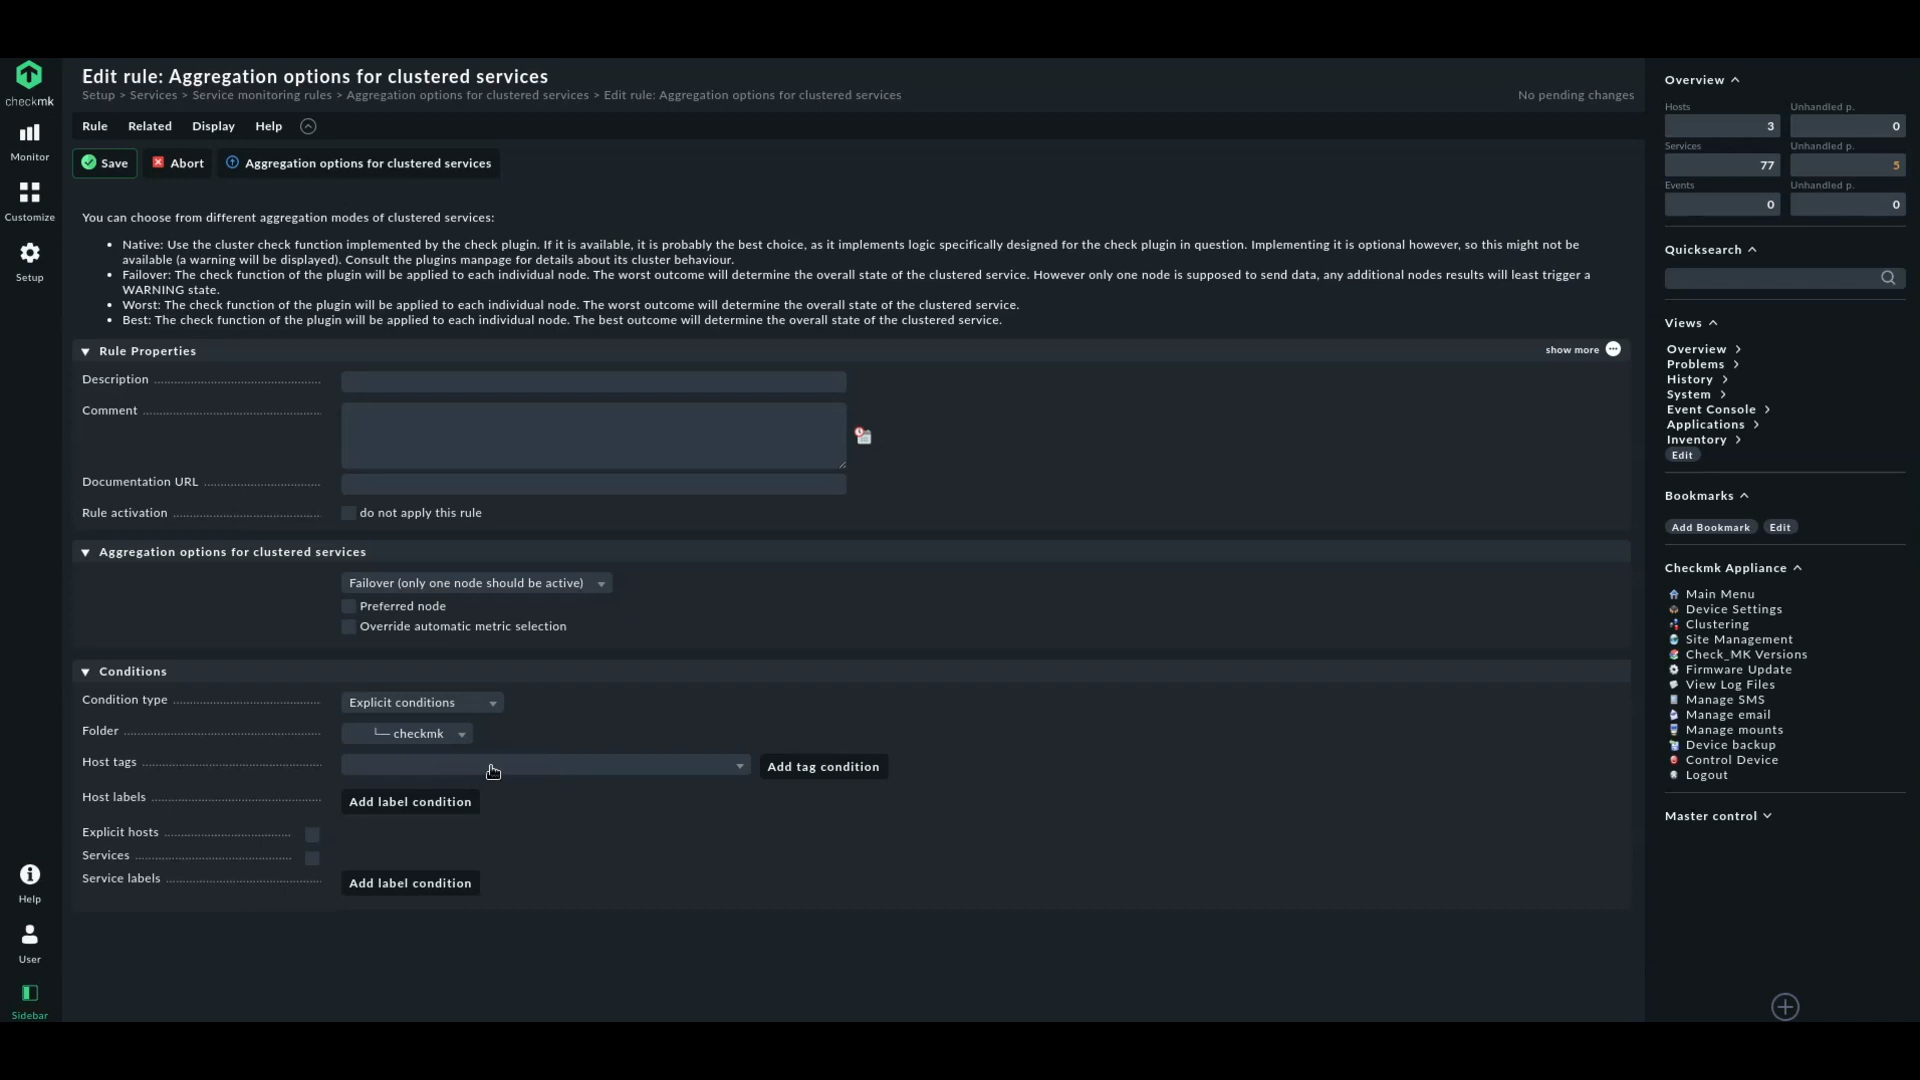 checkmk
Monitor
Customize
Setup
Help
User
Sidebar
Edit rule: Aggregation options for clustered services
Setup > Services > Service monitoring rules > Aggregation options for clustered services > Edit rule: Aggregation options for clustered services
No pending changes
Rule Related Display Help
Save Abort Aggregation options for clustered services
You can choose from different aggregation modes of clustered services:
• Native: Use the cluster check function implemented by the check plugin. If it is available, it is probably the best choice, as it implements logic specifically designed for the check plugin in question. Implementing it is optional however, so this might not be
available (a warning will be displayed). Consult the plugins manpage for details about its cluster behaviour.
• Failover: The check function of the plugin will be applied to each individual node. The worst outcome will determine the overall state of the clustered service. However only one node is supposed to send data, any additional nodes results will least trigger a
WARNING state.
• Worst: The check function of the plugin will be applied to each individual node. The worst outcome will determine the overall state of the clustered service.
• Best: The check function of the plugin will be applied to each individual node. The best outcome will determine the overall state of the clustered service.
Rule Properties
show more
Description
Comment
Documentation URL
Rule activation do not apply this rule
Aggregation options for clustered services
Failover (only one node should be active)
Preferred node
Override automatic metric selection
Conditions
Condition type Explicit conditions
Folder └─ checkmk
Host tags Add tag condition
Host labels Add label condition
Explicit hosts
Services
Service labels Add label condition
Overview
Hosts Unhandled p.
3 0
Services Unhandled p.
77 5
Events Unhandled p.
0 0
Quicksearch
Views
Overview >
Problems >
History >
System >
Event Console >
Applications >
Inventory >
Edit
Bookmarks
Add Bookmark Edit
Checkmk Appliance
Main Menu
Device Settings
Clustering
Site Management
Check_MK Versions
Firmware Update
View Log Files
Manage SMS
Manage email
Manage mounts
Device backup
Control Device
Logout
Master control